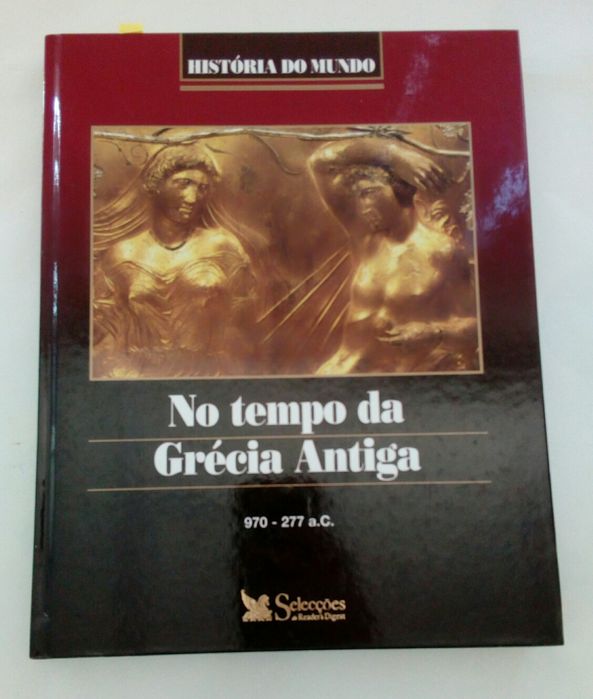 HISTÓRIA DO MUNDO
No tempo da
Grécia Antiga
970 - 277 a.C.
Selecções
do Reader's Digest